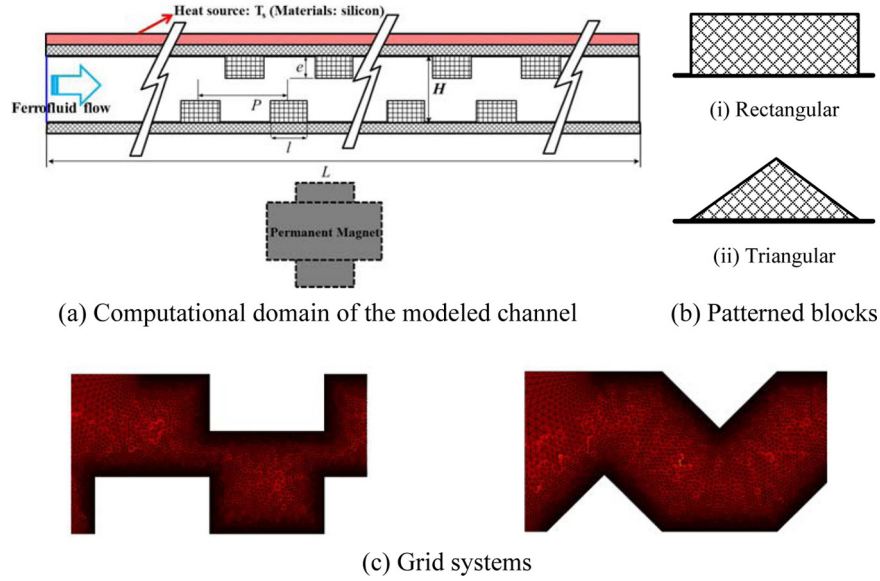 Heat source: Ts (Materials: silicon)
e
H
Ferrofluid flow
P
l
L
Permanent Magnet
(a) Computational domain of the modeled channel
(i) Rectangular
(ii) Triangular
(b) Patterned blocks
(c) Grid systems